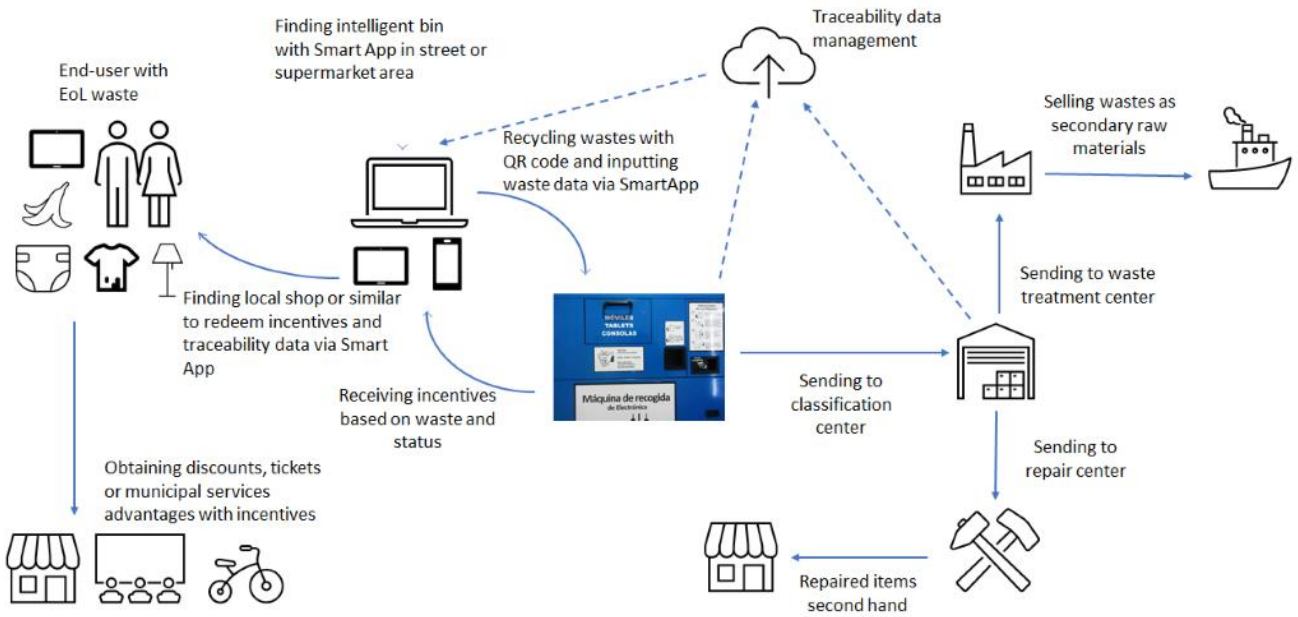 Finding intelligent bin
with Smart App in street or
supermarket area
Traceability data
management
End-user with
EoL waste
Recycling wastes with
QR code and inputting
waste data via SmartApp
Selling wastes as
secondary raw
materials
Finding local shop or similar
to redeem incentives and
traceability data via Smart
App
Sending to waste
treatment center
MÓVILES
TABLETS
CONSOLAS
Máquina de recogida
de Electrónica
Receiving incentives
based on waste and
status
Sending to
classification
center
Sending to
repair center
Obtaining discounts, tickets
or municipal services
advantages with incentives
Repaired items
second hand